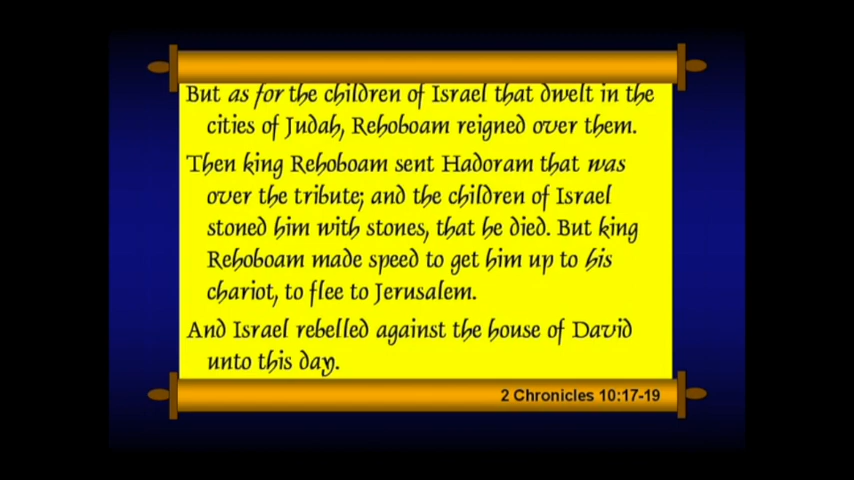 But as for the children of Israel that dwelt in the
cities of Judah, Rehoboam reigned over them.
Then king Rehoboam sent Hadoram that was
over the tribute; and the children of Israel
stoned him with stones, that he died. But king
Rehoboam made speed to get him up to his
chariot, to flee to Jerusalem.
And Israel rebelled against the house of David
unto this day.
2 Chronicles 10:17-19